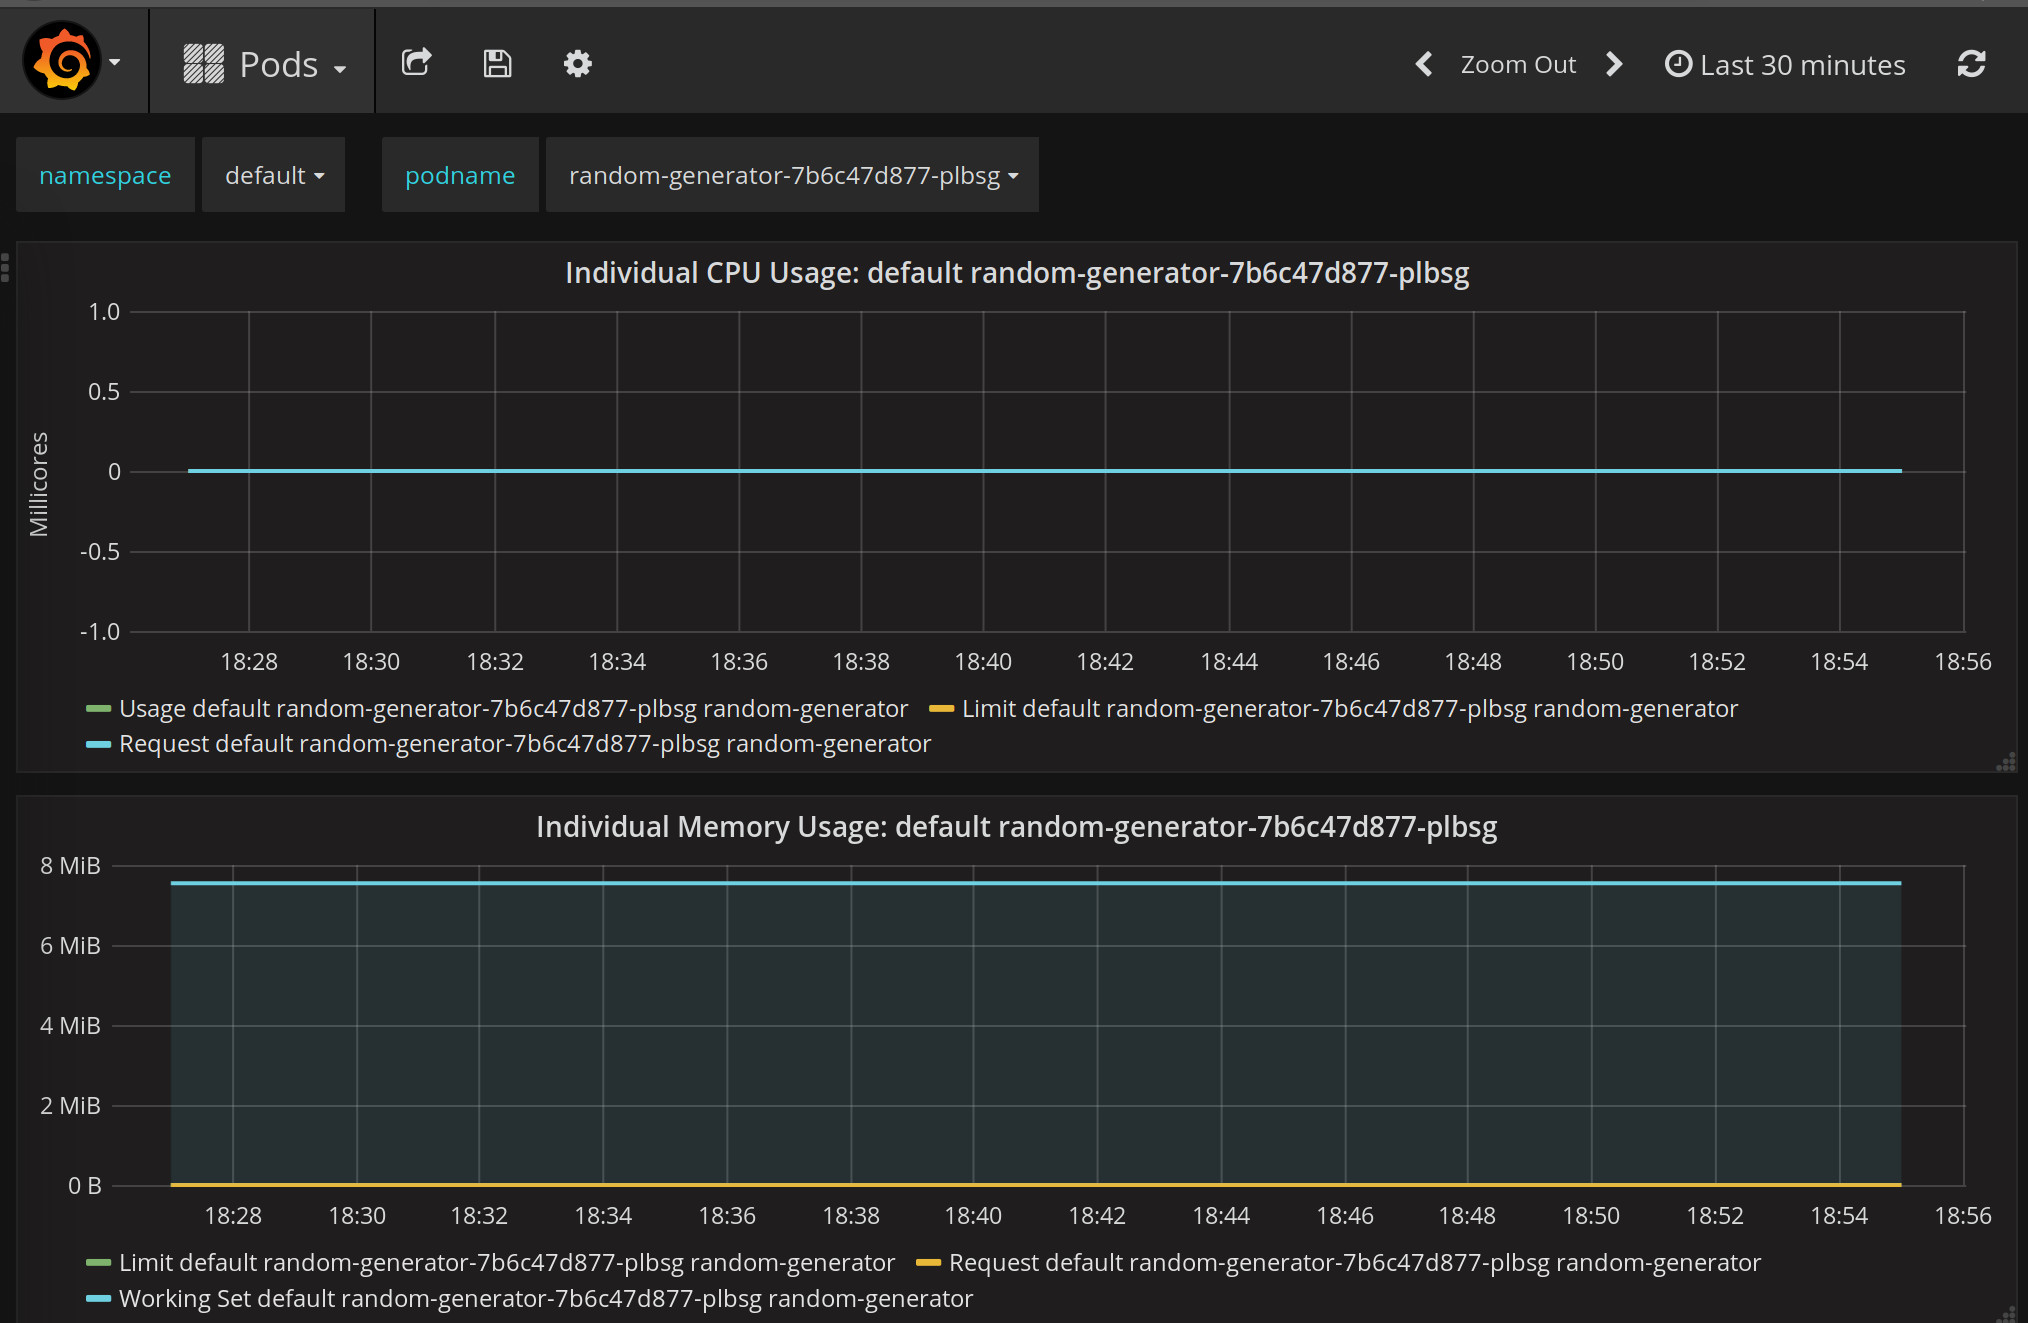 Pods
Zoom Out
Last 30 minutes
namespace default podname random-generator-7b6c47d877-plbsg
Individual CPU Usage: default random-generator-7b6c47d877-plbsg
1.0
0.5
0
-0.5
-1.0
Millicores
18:28 18:30 18:32 18:34 18:36 18:38 18:40 18:42 18:44 18:46 18:48 18:50 18:52 18:54 18:56
Usage default random-generator-7b6c47d877-plbsg random-generator Limit default random-generator-7b6c47d877-plbsg random-generator
Request default random-generator-7b6c47d877-plbsg random-generator
Individual Memory Usage: default random-generator-7b6c47d877-plbsg
8 MiB
6 MiB
4 MiB
2 MiB
0 B
18:28 18:30 18:32 18:34 18:36 18:38 18:40 18:42 18:44 18:46 18:48 18:50 18:52 18:54 18:56
Limit default random-generator-7b6c47d877-plbsg random-generator Request default random-generator-7b6c47d877-plbsg random-generator
Working Set default random-generator-7b6c47d877-plbsg random-generator